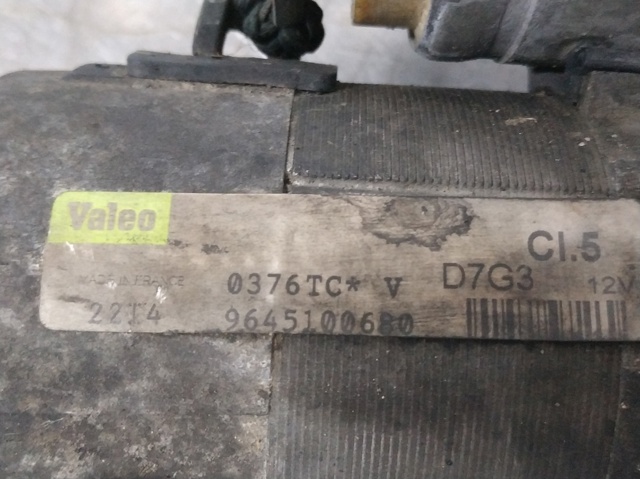 Valeo
Cl.5
MADE IN FRANCE
0376TC* V
D7G3
12V
22T4
9645100680